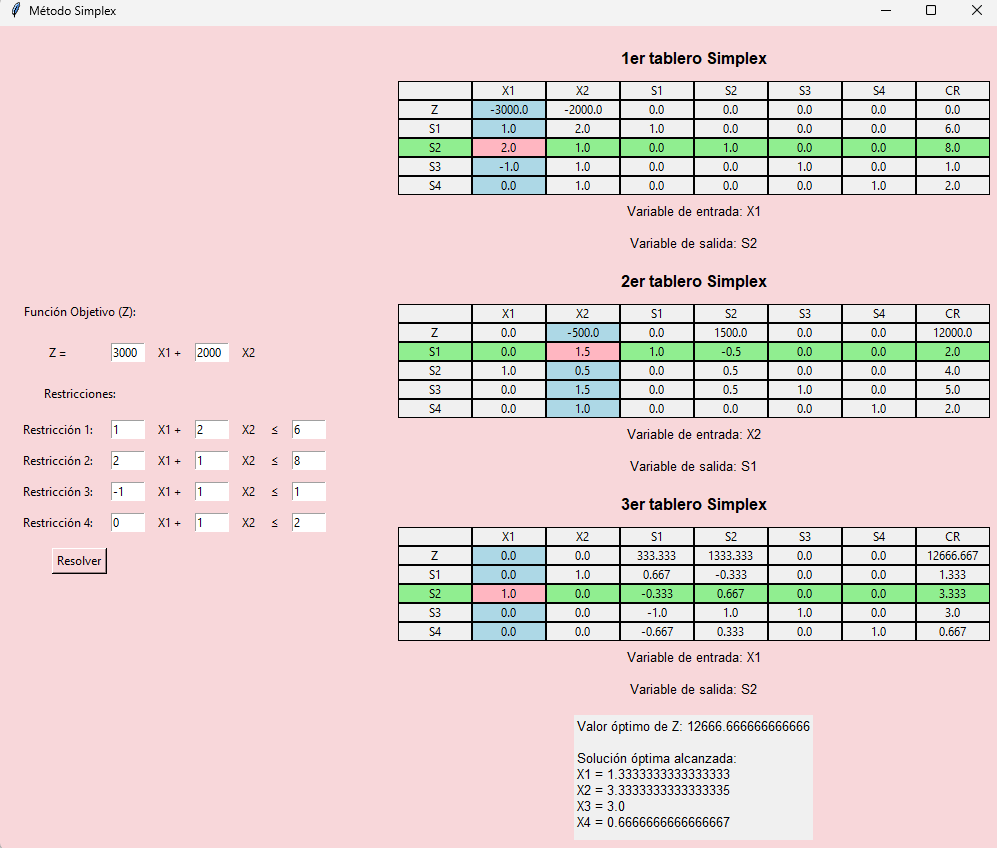 Método Simplex
Función Objetivo (Z):
Z = 3000 X1 + 2000 X2
Restricciones:
Restricción 1: 1 X1 + 2 X2 ≤ 6
Restricción 2: 2 X1 + 1 X2 ≤ 8
Restricción 3: -1 X1 + 1 X2 ≤ 1
Restricción 4: 0 X1 + 1 X2 ≤ 2
Resolver
1er tablero Simplex
X1 X2 S1 S2 S3 S4 CR
Z -3000.0 -2000.0 0.0 0.0 0.0 0.0 0.0
S1 1.0 2.0 1.0 0.0 0.0 0.0 6.0
S2 2.0 1.0 0.0 1.0 0.0 0.0 8.0
S3 -1.0 1.0 0.0 0.0 1.0 0.0 1.0
S4 0.0 1.0 0.0 0.0 0.0 1.0 2.0
Variable de entrada: X1
Variable de salida: S2
2er tablero Simplex
X1 X2 S1 S2 S3 S4 CR
Z 0.0 -500.0 0.0 1500.0 0.0 0.0 12000.0
S1 0.0 1.5 1.0 -0.5 0.0 0.0 2.0
S2 1.0 0.5 0.0 0.5 0.0 0.0 4.0
S3 0.0 1.5 0.0 0.5 1.0 0.0 5.0
S4 0.0 1.0 0.0 0.0 0.0 1.0 2.0
Variable de entrada: X2
Variable de salida: S1
3er tablero Simplex
X1 X2 S1 S2 S3 S4 CR
Z 0.0 0.0 333.333 1333.333 0.0 0.0 12666.667
S1 0.0 1.0 0.667 -0.333 0.0 0.0 1.333
S2 1.0 0.0 -0.333 0.667 0.0 0.0 3.333
S3 0.0 0.0 -1.0 1.0 1.0 0.0 3.0
S4 0.0 0.0 -0.667 0.333 0.0 1.0 0.667
Variable de entrada: X1
Variable de salida: S2
Valor óptimo de Z: 12666.666666666666
Solución óptima alcanzada:
X1 = 1.3333333333333333
X2 = 3.3333333333333335
X3 = 3.0
X4 = 0.6666666666666667